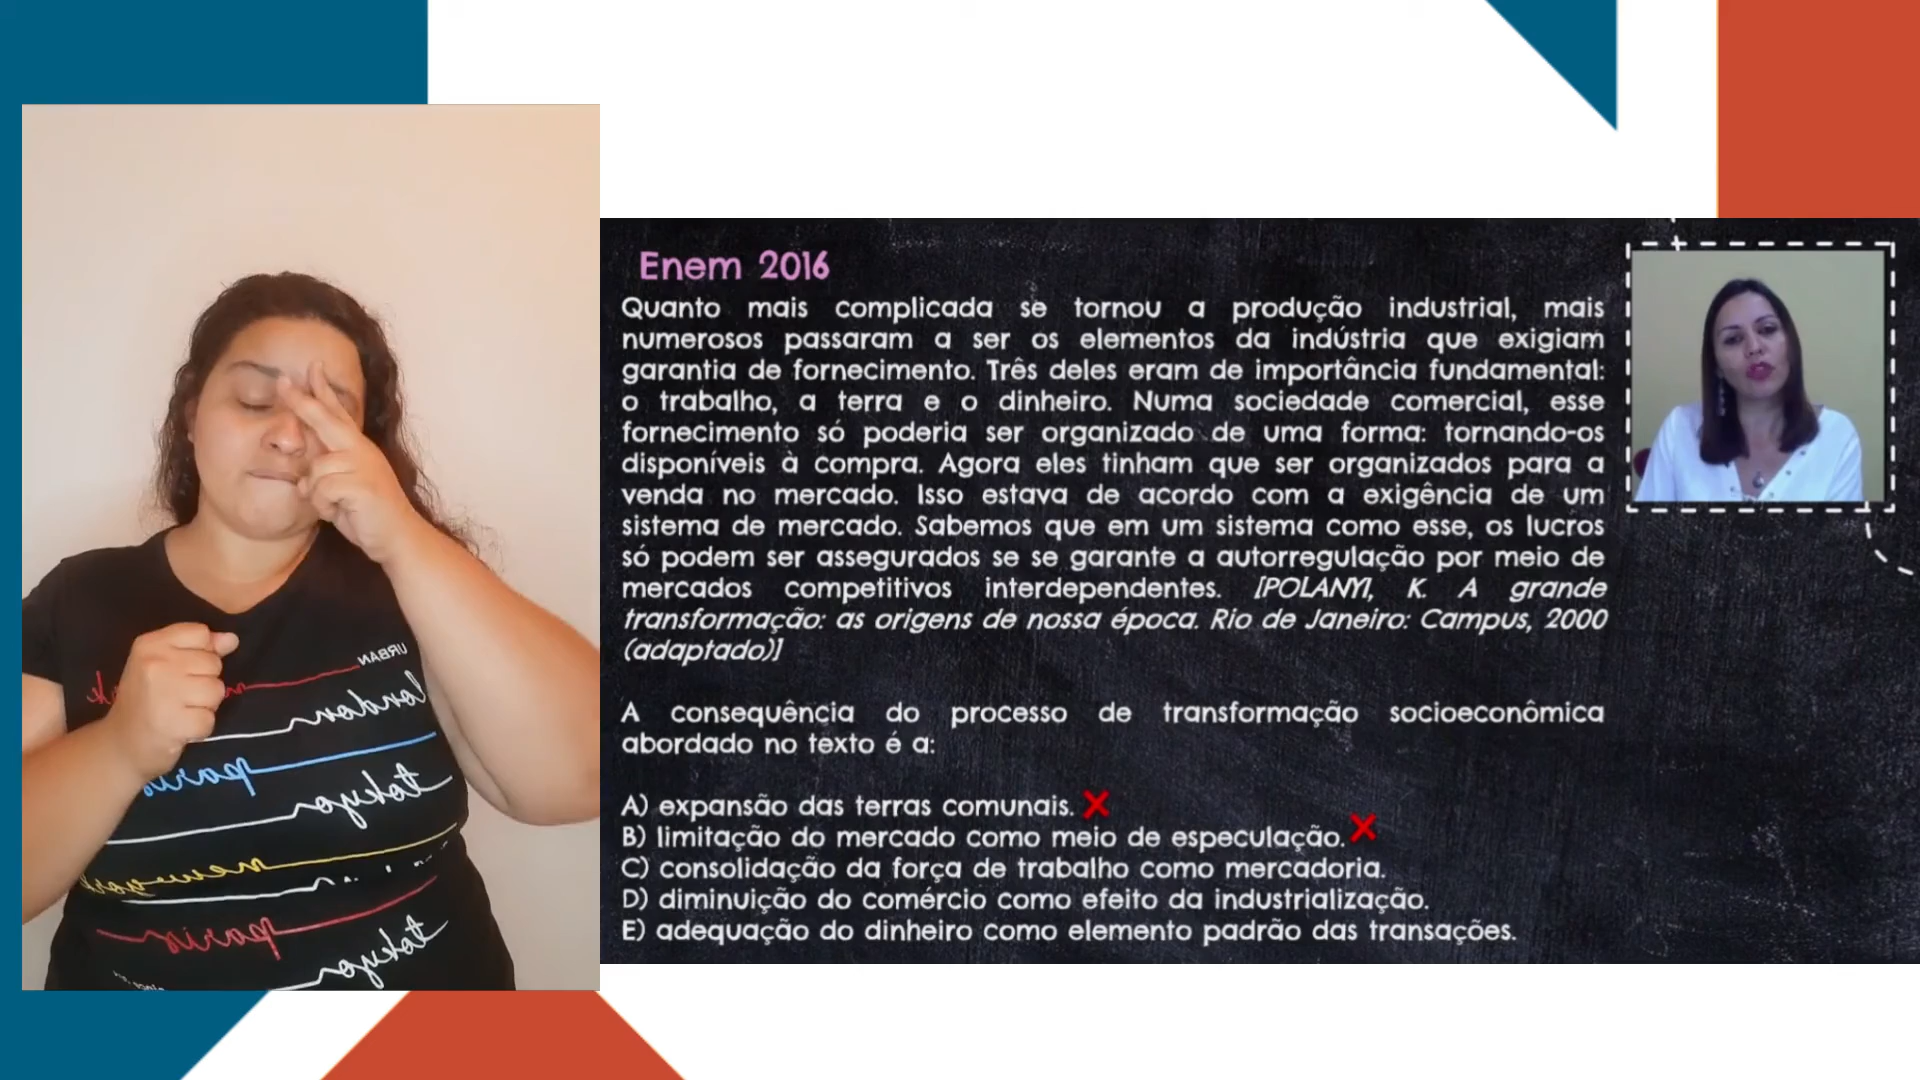 Enem 2016
Quanto mais complicada se tornou a produção industrial, mais
numerosos passaram a ser os elementos da indústria que exigiam
garantia de fornecimento. Três deles eram de importância fundamental:
o trabalho, a terra e o dinheiro. Numa sociedade comercial, esse
fornecimento só poderia ser organizado de uma forma: tornando-os
disponíveis à compra. Agora eles tinham que ser organizados para a
venda no mercado. Isso estava de acordo com a exigência de um
sistema de mercado. Sabemos que em um sistema como esse, os lucros
só podem ser assegurados se se garante a autorregulação por meio de
mercados competitivos interdependentes. [POLANYI, K. A grande
transformação: as origens de nossa época. Rio de Janeiro: Campus, 2000
(adaptado)]
A consequência do processo de transformação socioeconômica
abordado no texto é a:
A) expansão das terras comunais.
B) limitação do mercado como meio de especulação.
C) consolidação da força de trabalho como mercadoria.
D) diminuição do comércio como efeito da industrialização.
E) adequação do dinheiro como elemento padrão das transações.
URBAN
london
paris
tokyo
paris
tokyo